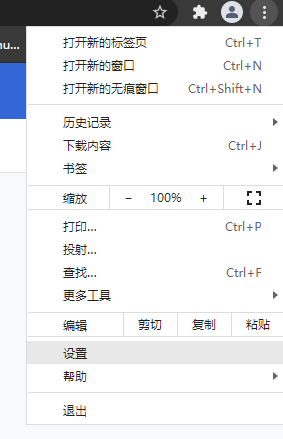 nu...
打开新的标签页 Ctrl+T
打开新的窗口 Ctrl+N
打开新的无痕窗口 Ctrl+Shift+N
历史记录
下载内容 Ctrl+J
书签
缩放 − 100% +
打印... Ctrl+P
投射...
查找... Ctrl+F
更多工具
编辑 剪切 复制 粘贴
设置
帮助
退出